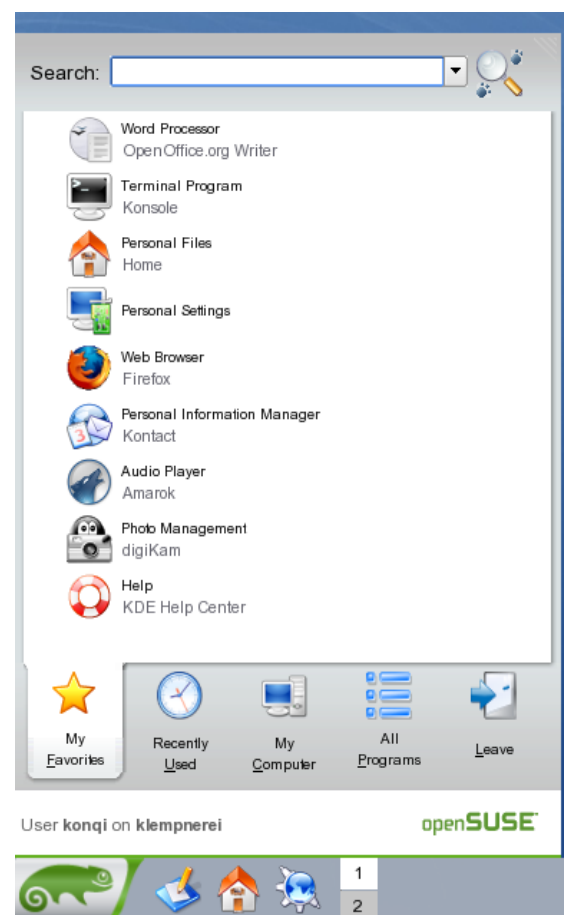 Search:
Word Processor
OpenOffice.org Writer
Terminal Program
Konsole
Personal Files
Home
Personal Settings
Web Browser
Firefox
Personal Information Manager
Kontact
Audio Player
Amarok
Photo Management
digiKam
Help
KDE Help Center
My
Favorites
Recently
Used
My
Computer
All
Programs
Leave
User konqi on klempnerei
openSUSE
1
2